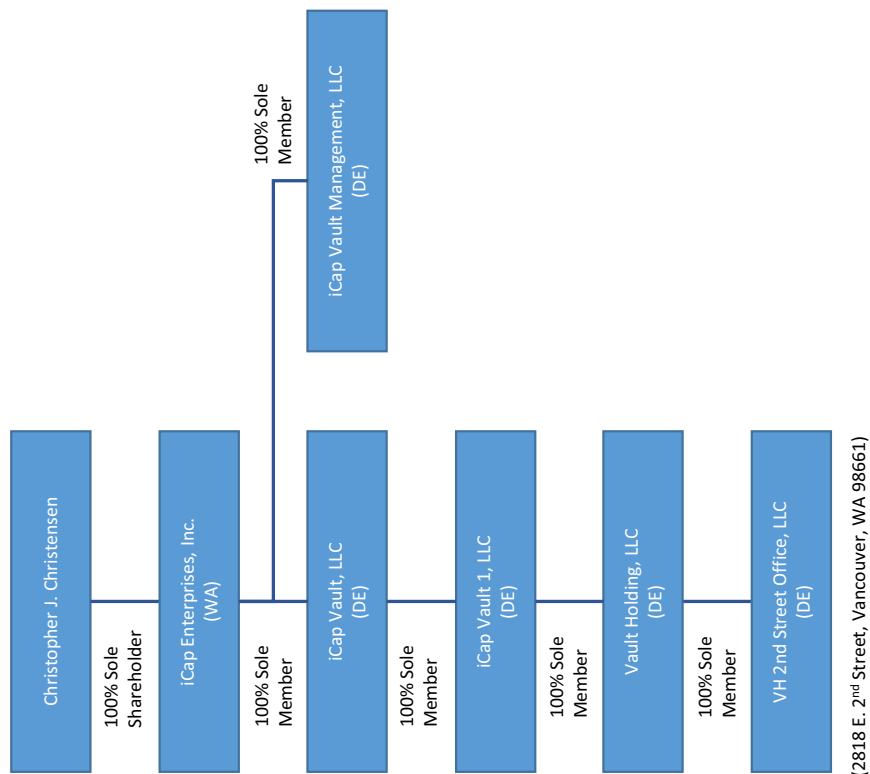 Christopher J. Christensen
100% Sole
Shareholder
iCap Enterprises, Inc.
(WA)
100% Sole
Member
100% Sole
Member
iCap Vault, LLC
(DE)
iCap Vault Management, LLC
(DE)
100% Sole
Member
iCap Vault 1, LLC
(DE)
100% Sole
Member
Vault Holding, LLC
(DE)
100% Sole
Member
VH 2nd Street Office, LLC
(DE)
(2818 E. 2nd Street, Vancouver, WA 98661)